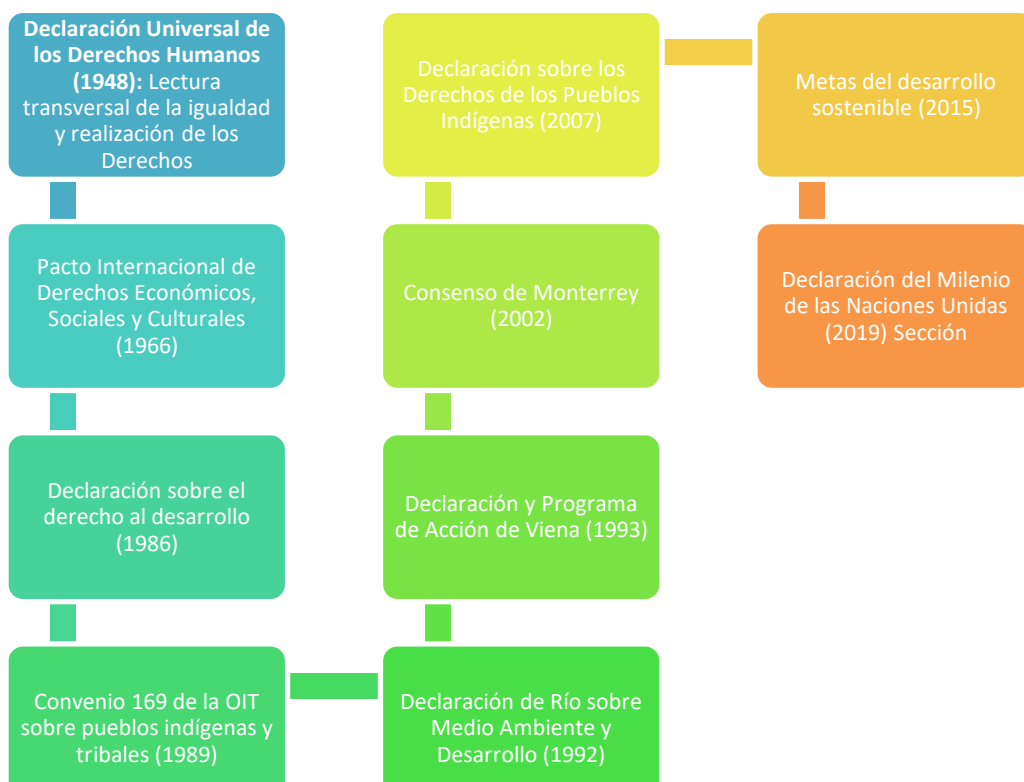 Declaración Universal de
los Derechos Humanos
(1948): Lectura
transversal de la igualdad
y realización de los
Derechos
Pacto Internacional de
Derechos Económicos,
Sociales y Culturales
(1966)
Declaración sobre el
derecho al desarrollo
(1986)
Convenio 169 de la OIT
sobre pueblos indígenas y
tribales (1989)
Declaración de Río sobre
Medio Ambiente y
Desarrollo (1992)
Declaración y Programa
de Acción de Viena (1993)
Consenso de Monterrey
(2002)
Declaración sobre los
Derechos de los Pueblos
Indígenas (2007)
Metas del desarrollo
sostenible (2015)
Declaración del Milenio
de las Naciones Unidas
(2019) Sección